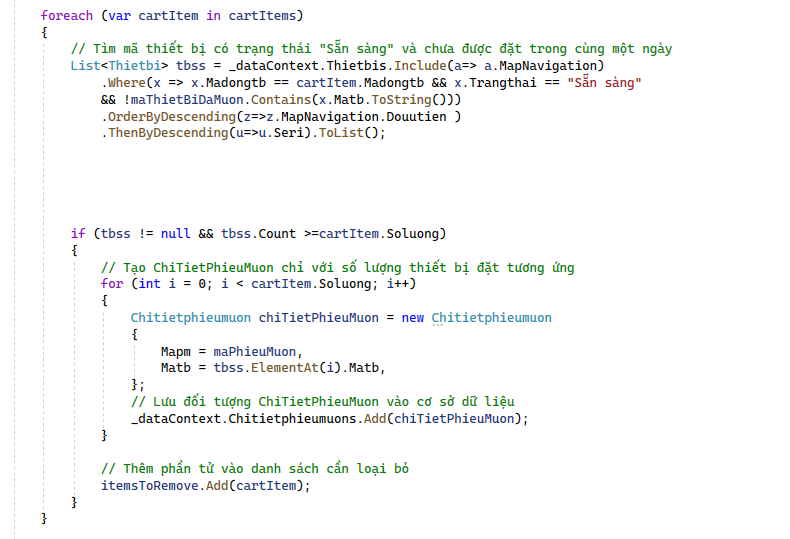 foreach (var cartItem in cartItems)
{
// Tìm mã thiết bị có trạng thái "Sẵn sàng" và chưa được đặt trong cùng một ngày
List<Thietbi> tbss = _dataContext.Thietbis.Include(a=> a.MapNavigation)
.Where(x => x.Madongtb == cartItem.Madongtb && x.Trangthai == "Sẵn sàng"
&& !maThietBiDaMuon.Contains(x.Matb.ToString()))
.OrderByDescending(z=>z.MapNavigation.Douutien )
.ThenByDescending(u=>u.Seri).ToList();
if (tbss != null && tbss.Count >=cartItem.Soluong)
{
// Tạo ChiTietPhieuMuon chỉ với số lượng thiết bị đặt tương ứng
for (int i = 0; i < cartItem.Soluong; i++)
{
Chitietphieumuon chiTietPhieuMuon = new Chitietphieumuon
{
Mapm = maPhieuMuon,
Matb = tbss.ElementAt(i).Matb,
};
// Lưu đối tượng ChiTietPhieuMuon vào cơ sở dữ liệu
_dataContext.Chitietphieumuons.Add(chiTietPhieuMuon);
}
// Thêm phần tử vào danh sách cần loại bỏ
itemsToRemove.Add(cartItem);
}
}